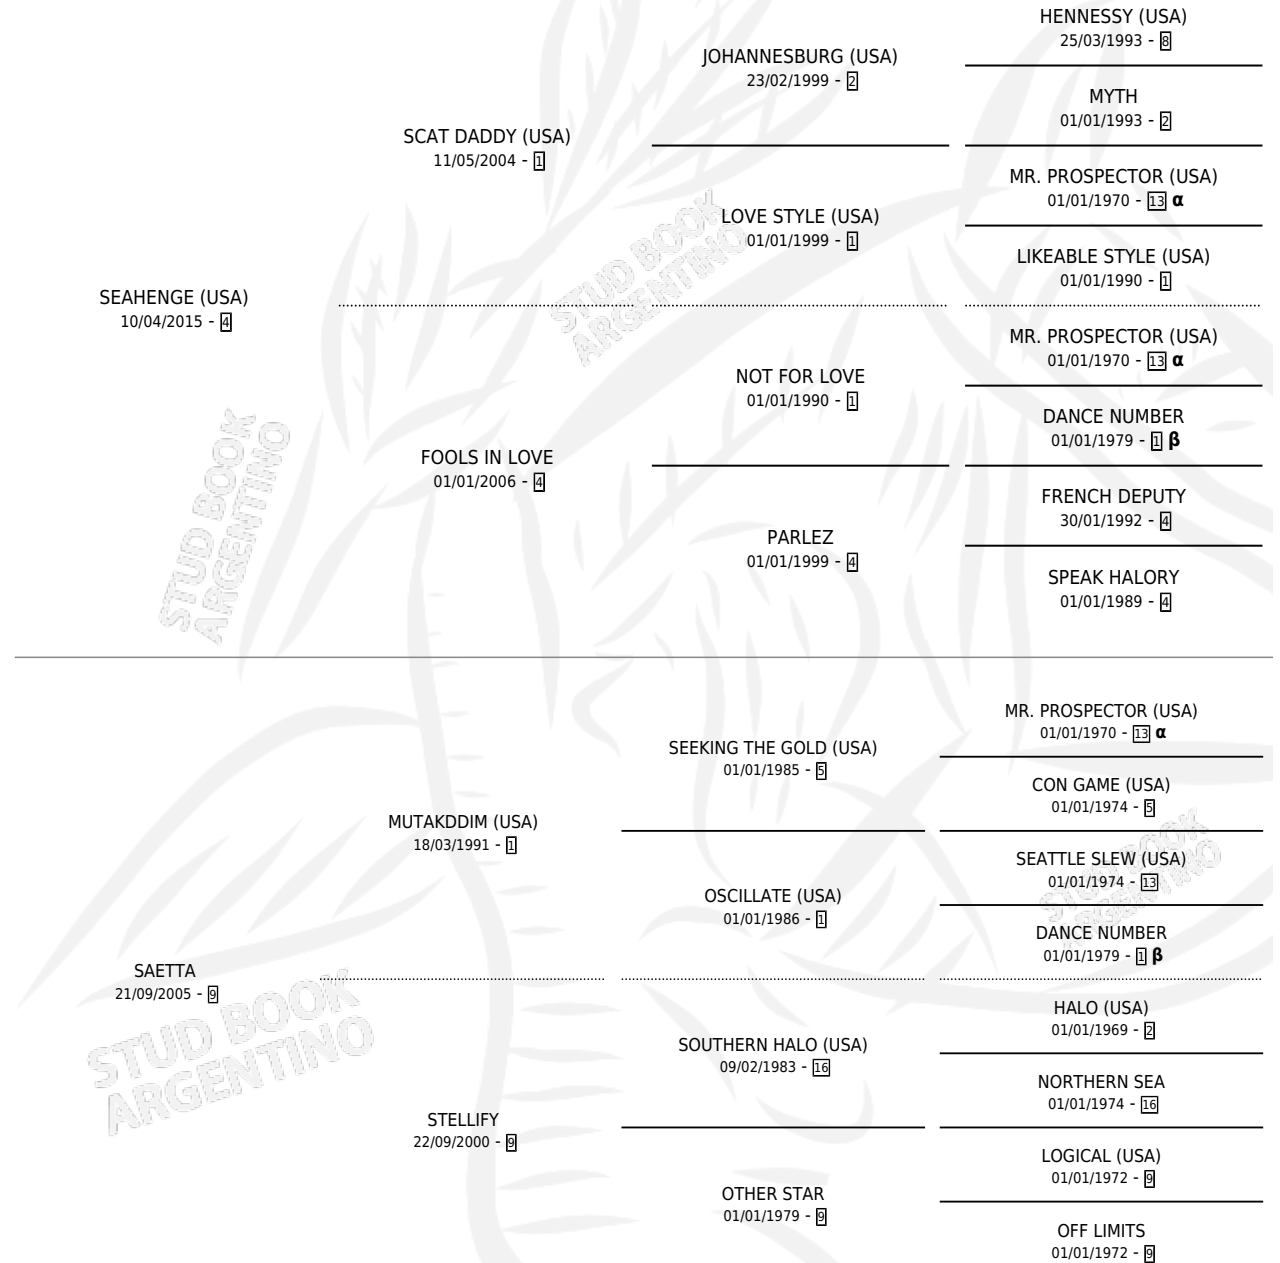 HENNESSY (USA)
25/03/1993 - 8
JOHANNESBURG (USA)
23/02/1999 - 2
MYTH
01/01/1993 - 2
SCAT DADDY (USA)
11/05/2004 - 1
MR. PROSPECTOR (USA)
01/01/1970 - 13 α
LOVE STYLE (USA)
01/01/1999 - 1
LIKEABLE STYLE (USA)
01/01/1990 - 1
STUD BOOK
ARGENTINO
SEAHENGE (USA)
10/04/2015 - 4
MR. PROSPECTOR (USA)
01/01/1970 - 13 α
NOT FOR LOVE
01/01/1990 - 1
DANCE NUMBER
01/01/1979 - 1 β
STUD BOOK
ARGENTINO
FOOLS IN LOVE
01/01/2006 - 4
FRENCH DEPUTY
30/01/1992 - 4
PARLEZ
01/01/1999 - 4
SPEAK HALORY
01/01/1989 - 4
MR. PROSPECTOR (USA)
01/01/1970 - 13 α
SEEKING THE GOLD (USA)
01/01/1985 - 5
CON GAME (USA)
01/01/1974 - 5
MUTAKDDIM (USA)
18/03/1991 - 1
SEATTLE SLEW (USA)
01/01/1974 - 13
STUD BOOK
ARGENTINO
OSCILLATE (USA)
01/01/1986 - 1
DANCE NUMBER
01/01/1979 - 1 β
SAETTA
21/09/2005 - 9
STUD BOOK
ARGENTINO
HALO (USA)
01/01/1969 - 2
SOUTHERN HALO (USA)
09/02/1983 - 16
NORTHERN SEA
01/01/1974 - 16
STELLIFY
22/09/2000 - 9
LOGICAL (USA)
01/01/1972 - 9
OTHER STAR
01/01/1979 - 9
OFF LIMITS
01/01/1972 - 9